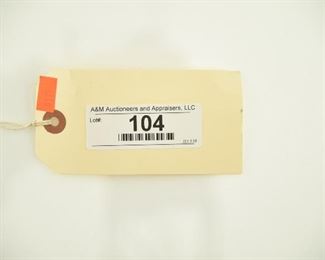 A&M Auctioneers and Appraisers, LLC
Lot#:
104